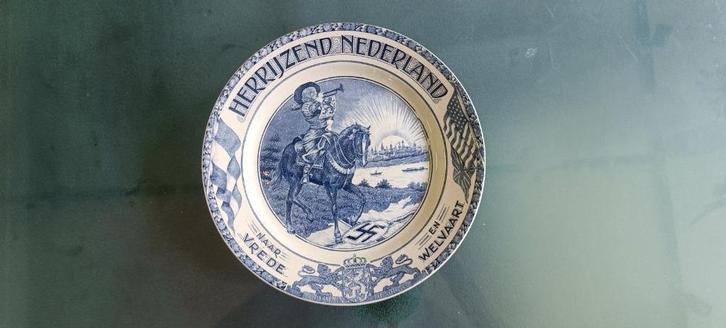 HERRIJZEND NEDERLAND
NAAR
VREDE
EN
WELVAART